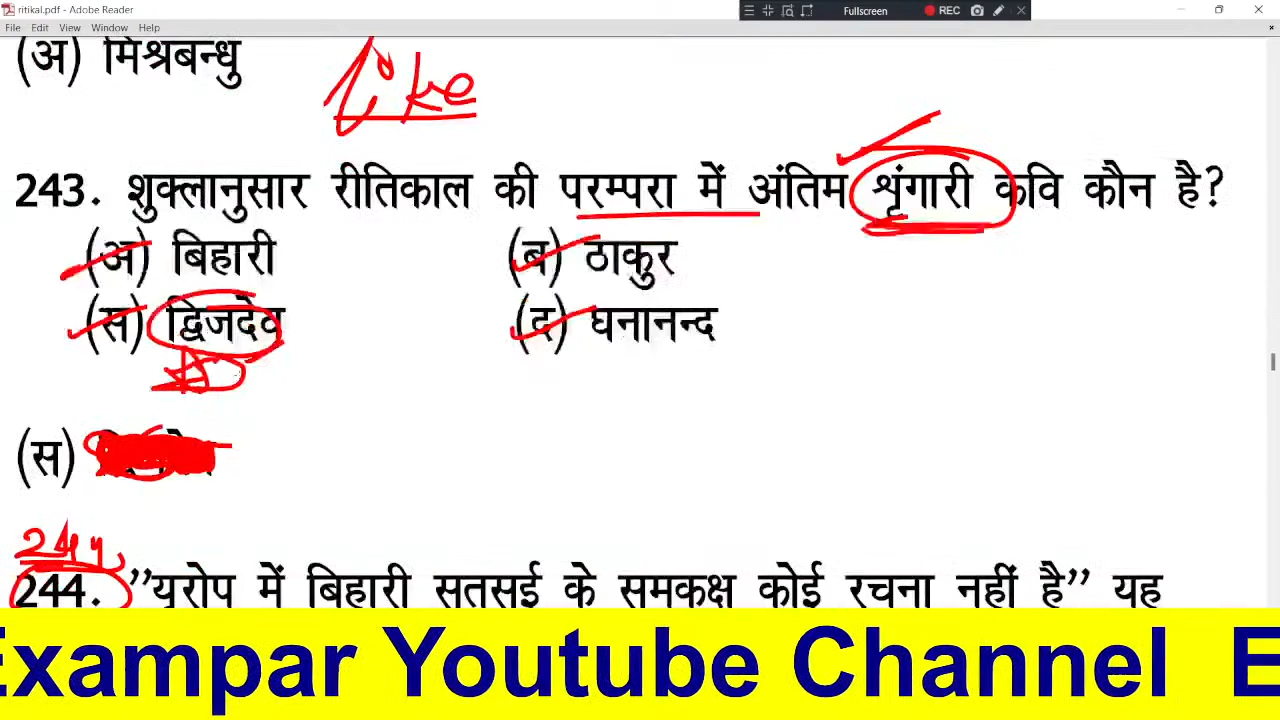 ritikal.pdf - Adobe Reader
Fullscreen REC
File Edit View Window Help
(अ) मिश्रबन्धु
like
243. शुक्लानुसार रीतिकाल की परम्परा में अंतिम श्रृंगारी कवि कौन है?
(अ) बिहारी (ब) ठाकुर
(स) द्विजदेव (द) घनानन्द
(स)
244.
244. ”यूरोप में बिहारी सतसई के समकक्ष कोई रचना नहीं है” यह
Exampar Youtube Channel E